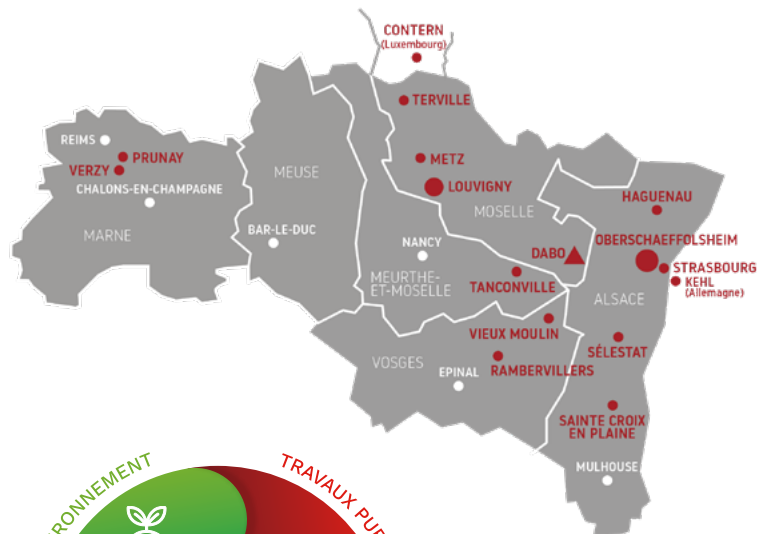 CONTERN
(Luxembourg)
TERVILLE
REIMS
PRUNAY
VERZY
METZ
MEUSE
CHALONS-EN-CHAMPAGNE
LOUVIGNY
HAGUENAU
MOSELLE
MARNE
BAR-LE-DUC
NANCY
DABO
OBERSCHAEFFOLSHEIM
STRASBOURG
KEHL
(Allemagne)
MEURTHE-
ET-MOSELLE
TANCONVILLE
ALSACE
VIEUX MOULIN
SÉLESTAT
VOSGES
EPINAL
RAMBERVILLERS
SAINTE CROIX
EN PLAINE
MULHOUSE
RONNEMENT
TRAVAUX PU